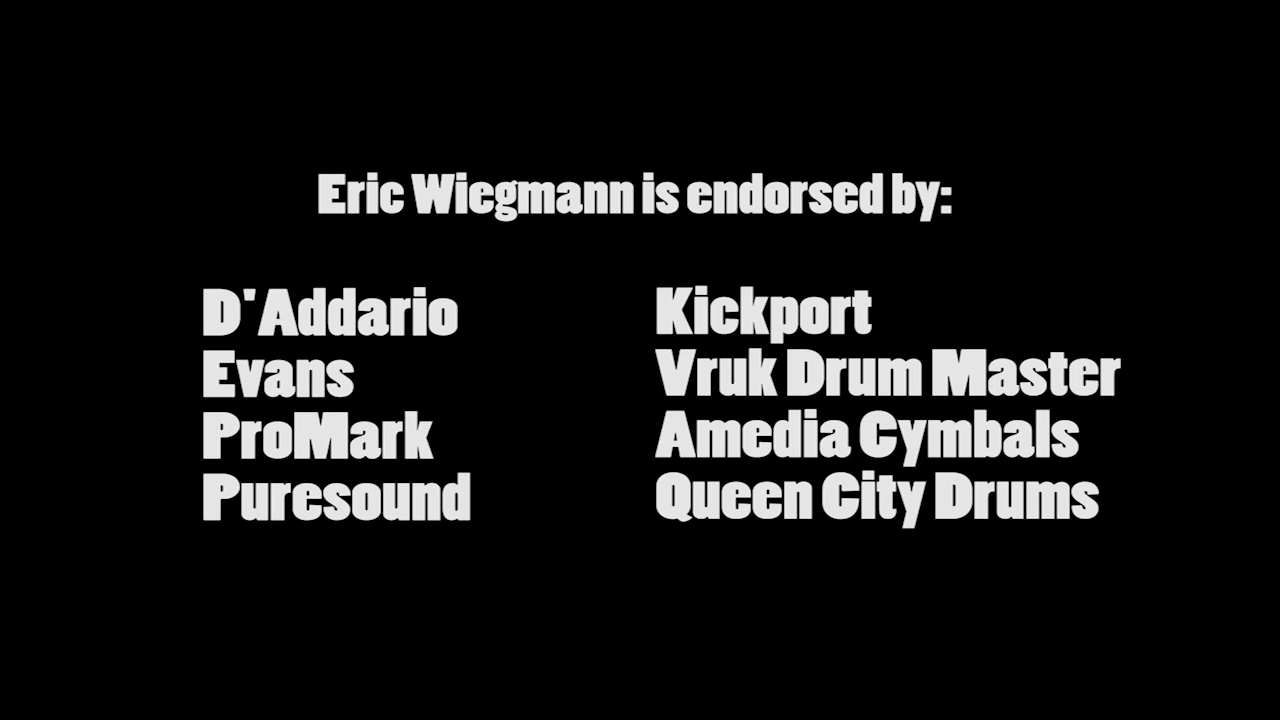 Eric Wiegmann is endorsed by:
D'Addario
Evans
ProMark
Puresound
Kickport
Vruk Drum Master
Amedia Cymbals
Queen City Drums